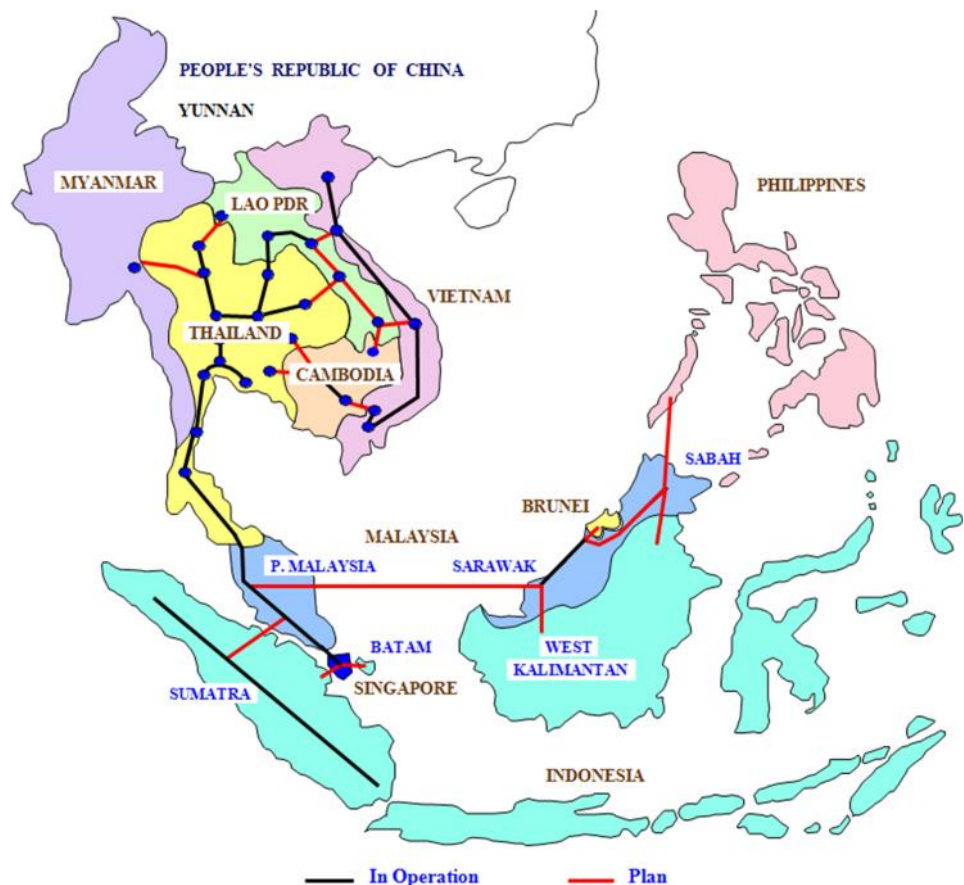 PEOPLE'S REPUBLIC OF CHINA
YUNNAN
MYANMAR
LAO PDR
PHILIPPINES
VIETNAM
THAILAND
CAMBODIA
SABAH
BRUNEI
MALAYSIA
P. MALAYSIA
SARAWAK
BATAM
WEST
KALIMANTAN
SINGAPORE
SUMATRA
INDONESIA
In Operation
Plan